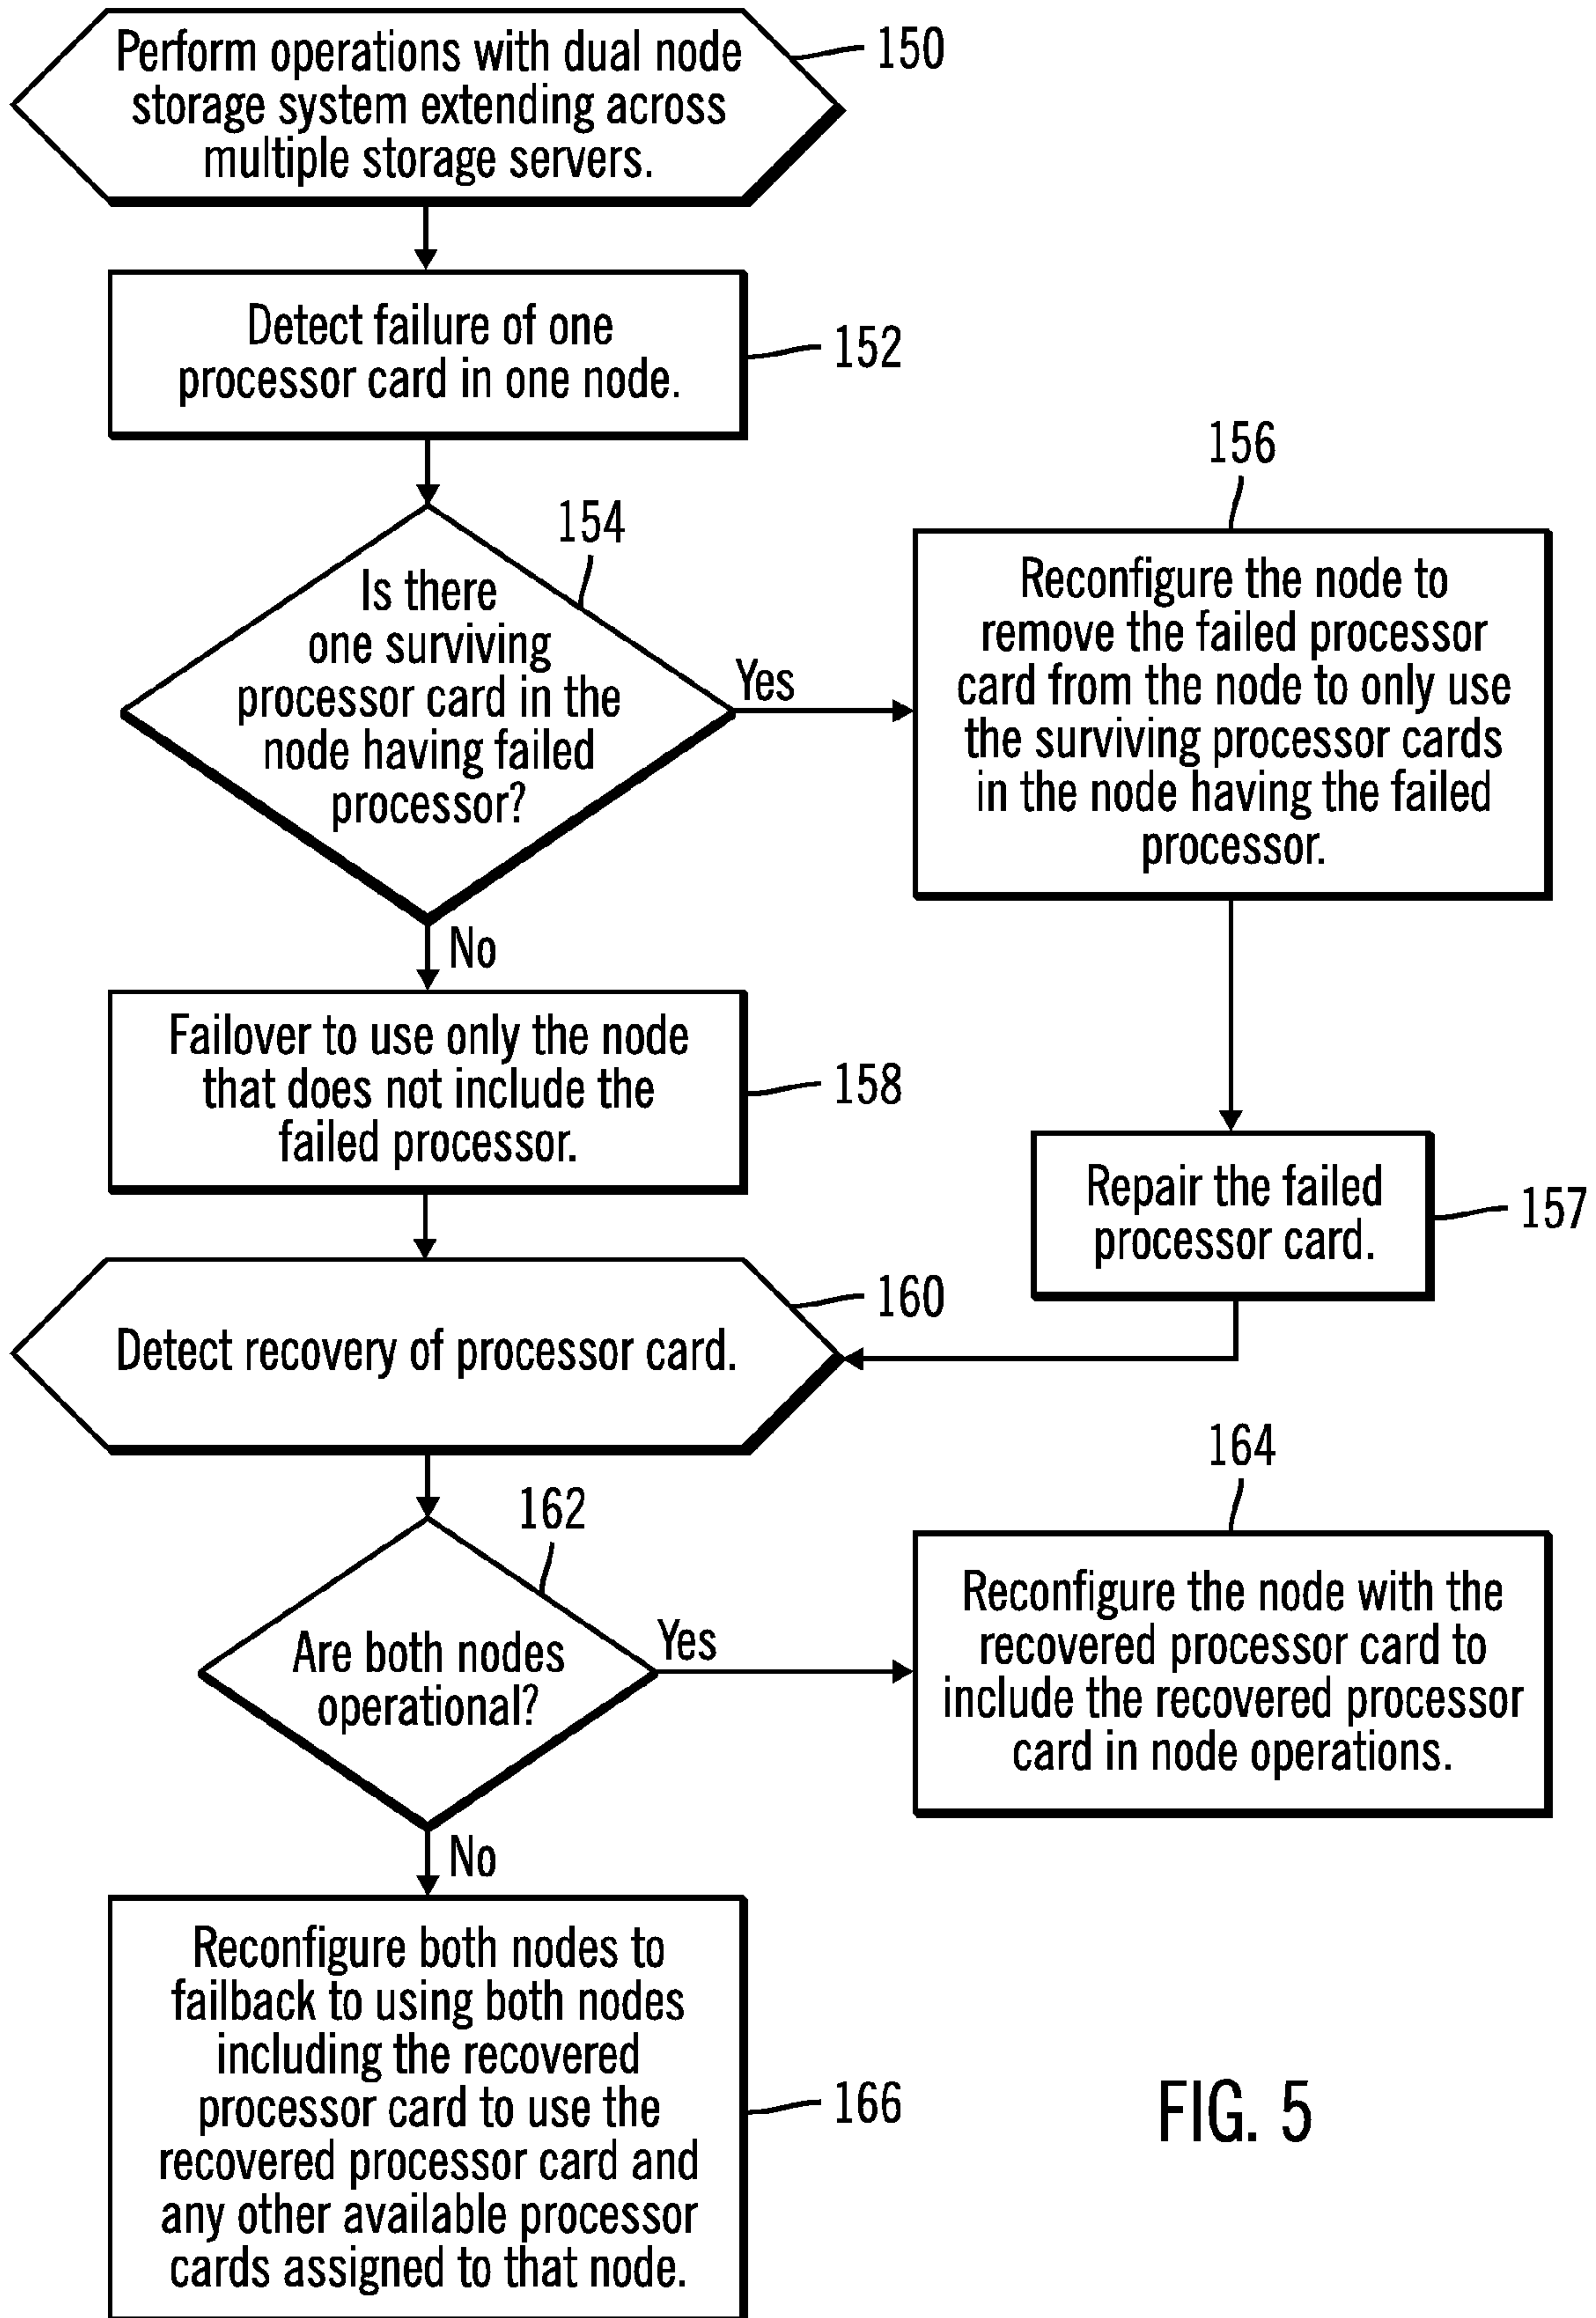 Perform operations with dual node
storage system extending across
multiple storage servers.
150
Detect failure of one
processor card in one node.
152
154
Is there
one surviving
processor card in the
node having failed
processor?
Yes
No
156
Reconfigure the node to
remove the failed processor
card from the node to only use
the surviving processor cards
in the node having the failed
processor.
Failover to use only the node
that does not include the
failed processor.
158
Repair the failed
processor card.
157
Detect recovery of processor card.
160
162
Are both nodes
operational?
Yes
No
164
Reconfigure the node with the
recovered processor card to
include the recovered processor
card in node operations.
Reconfigure both nodes to
failback to using both nodes
including the recovered
processor card to use the
recovered processor card and
any other available processor
cards assigned to that node.
166
FIG. 5